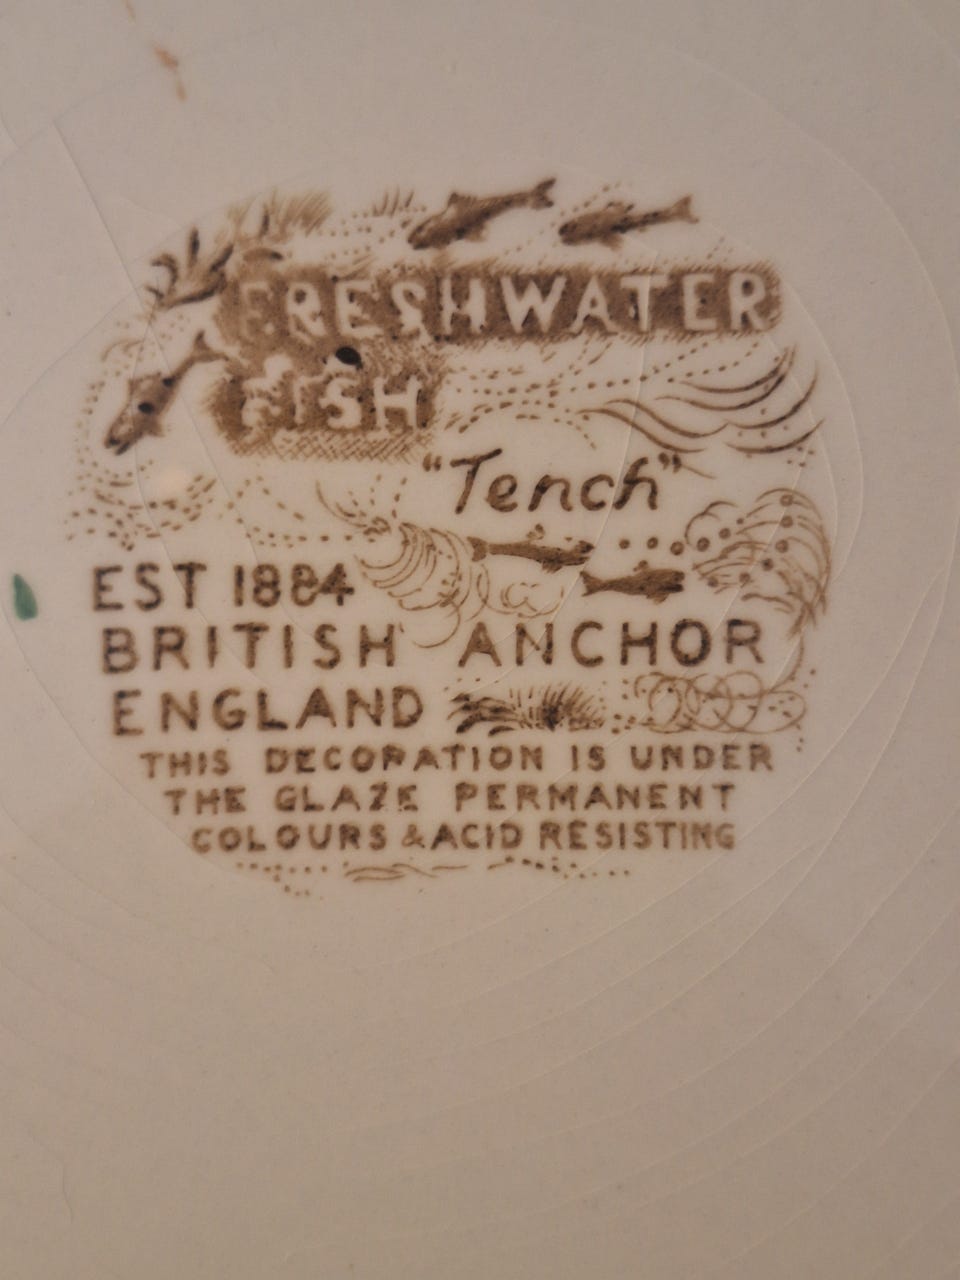 FRESHWATER
FISH
"Tench"
EST 1884
BRITISH ANCHOR
ENGLAND
THIS DECORATION IS UNDER
THE GLAZE PERMANENT
COLOURS & ACID RESISTING